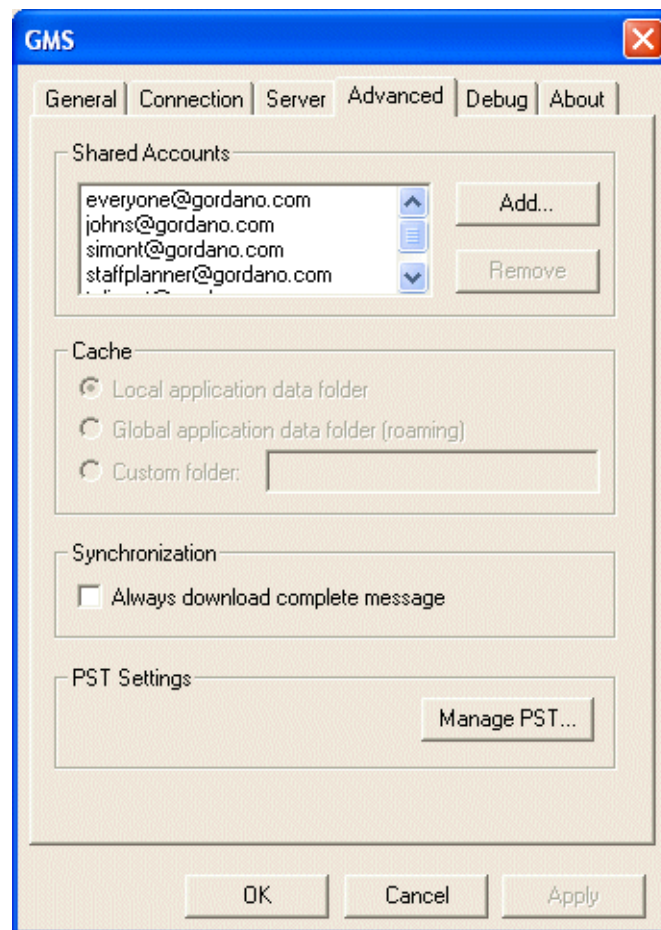 GMS
General Connection Server Advanced Debug About
Shared Accounts
everyone@gordano.com
johns@gordano.com
simont@gordano.com
staffplanner@gordano.com
Add...
Remove
Cache
Local application data folder
Global application data folder (roaming)
Custom folder:
Synchronization
Always download complete message
PST Settings
Manage PST...
OK Cancel Apply